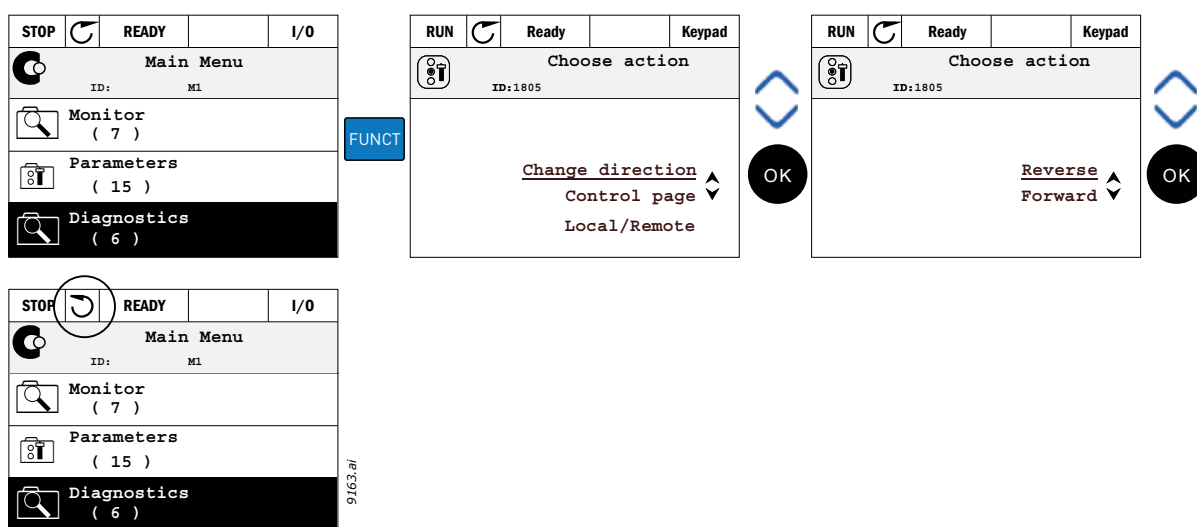 STOP READY I/O
Main Menu
ID: M1
Monitor
( 7 )
Parameters
( 15 )
Diagnostics
( 6 )
FUNCT
RUN Ready Keypad
Choose action
ID:1805
Change direction
Control page
Local/Remote
OK
RUN Ready Keypad
Choose action
ID:1805
Reverse
Forward
OK
STOP READY I/O
Main Menu
ID: M1
Monitor
( 7 )
Parameters
( 15 )
Diagnostics
( 6 )
9163.ai